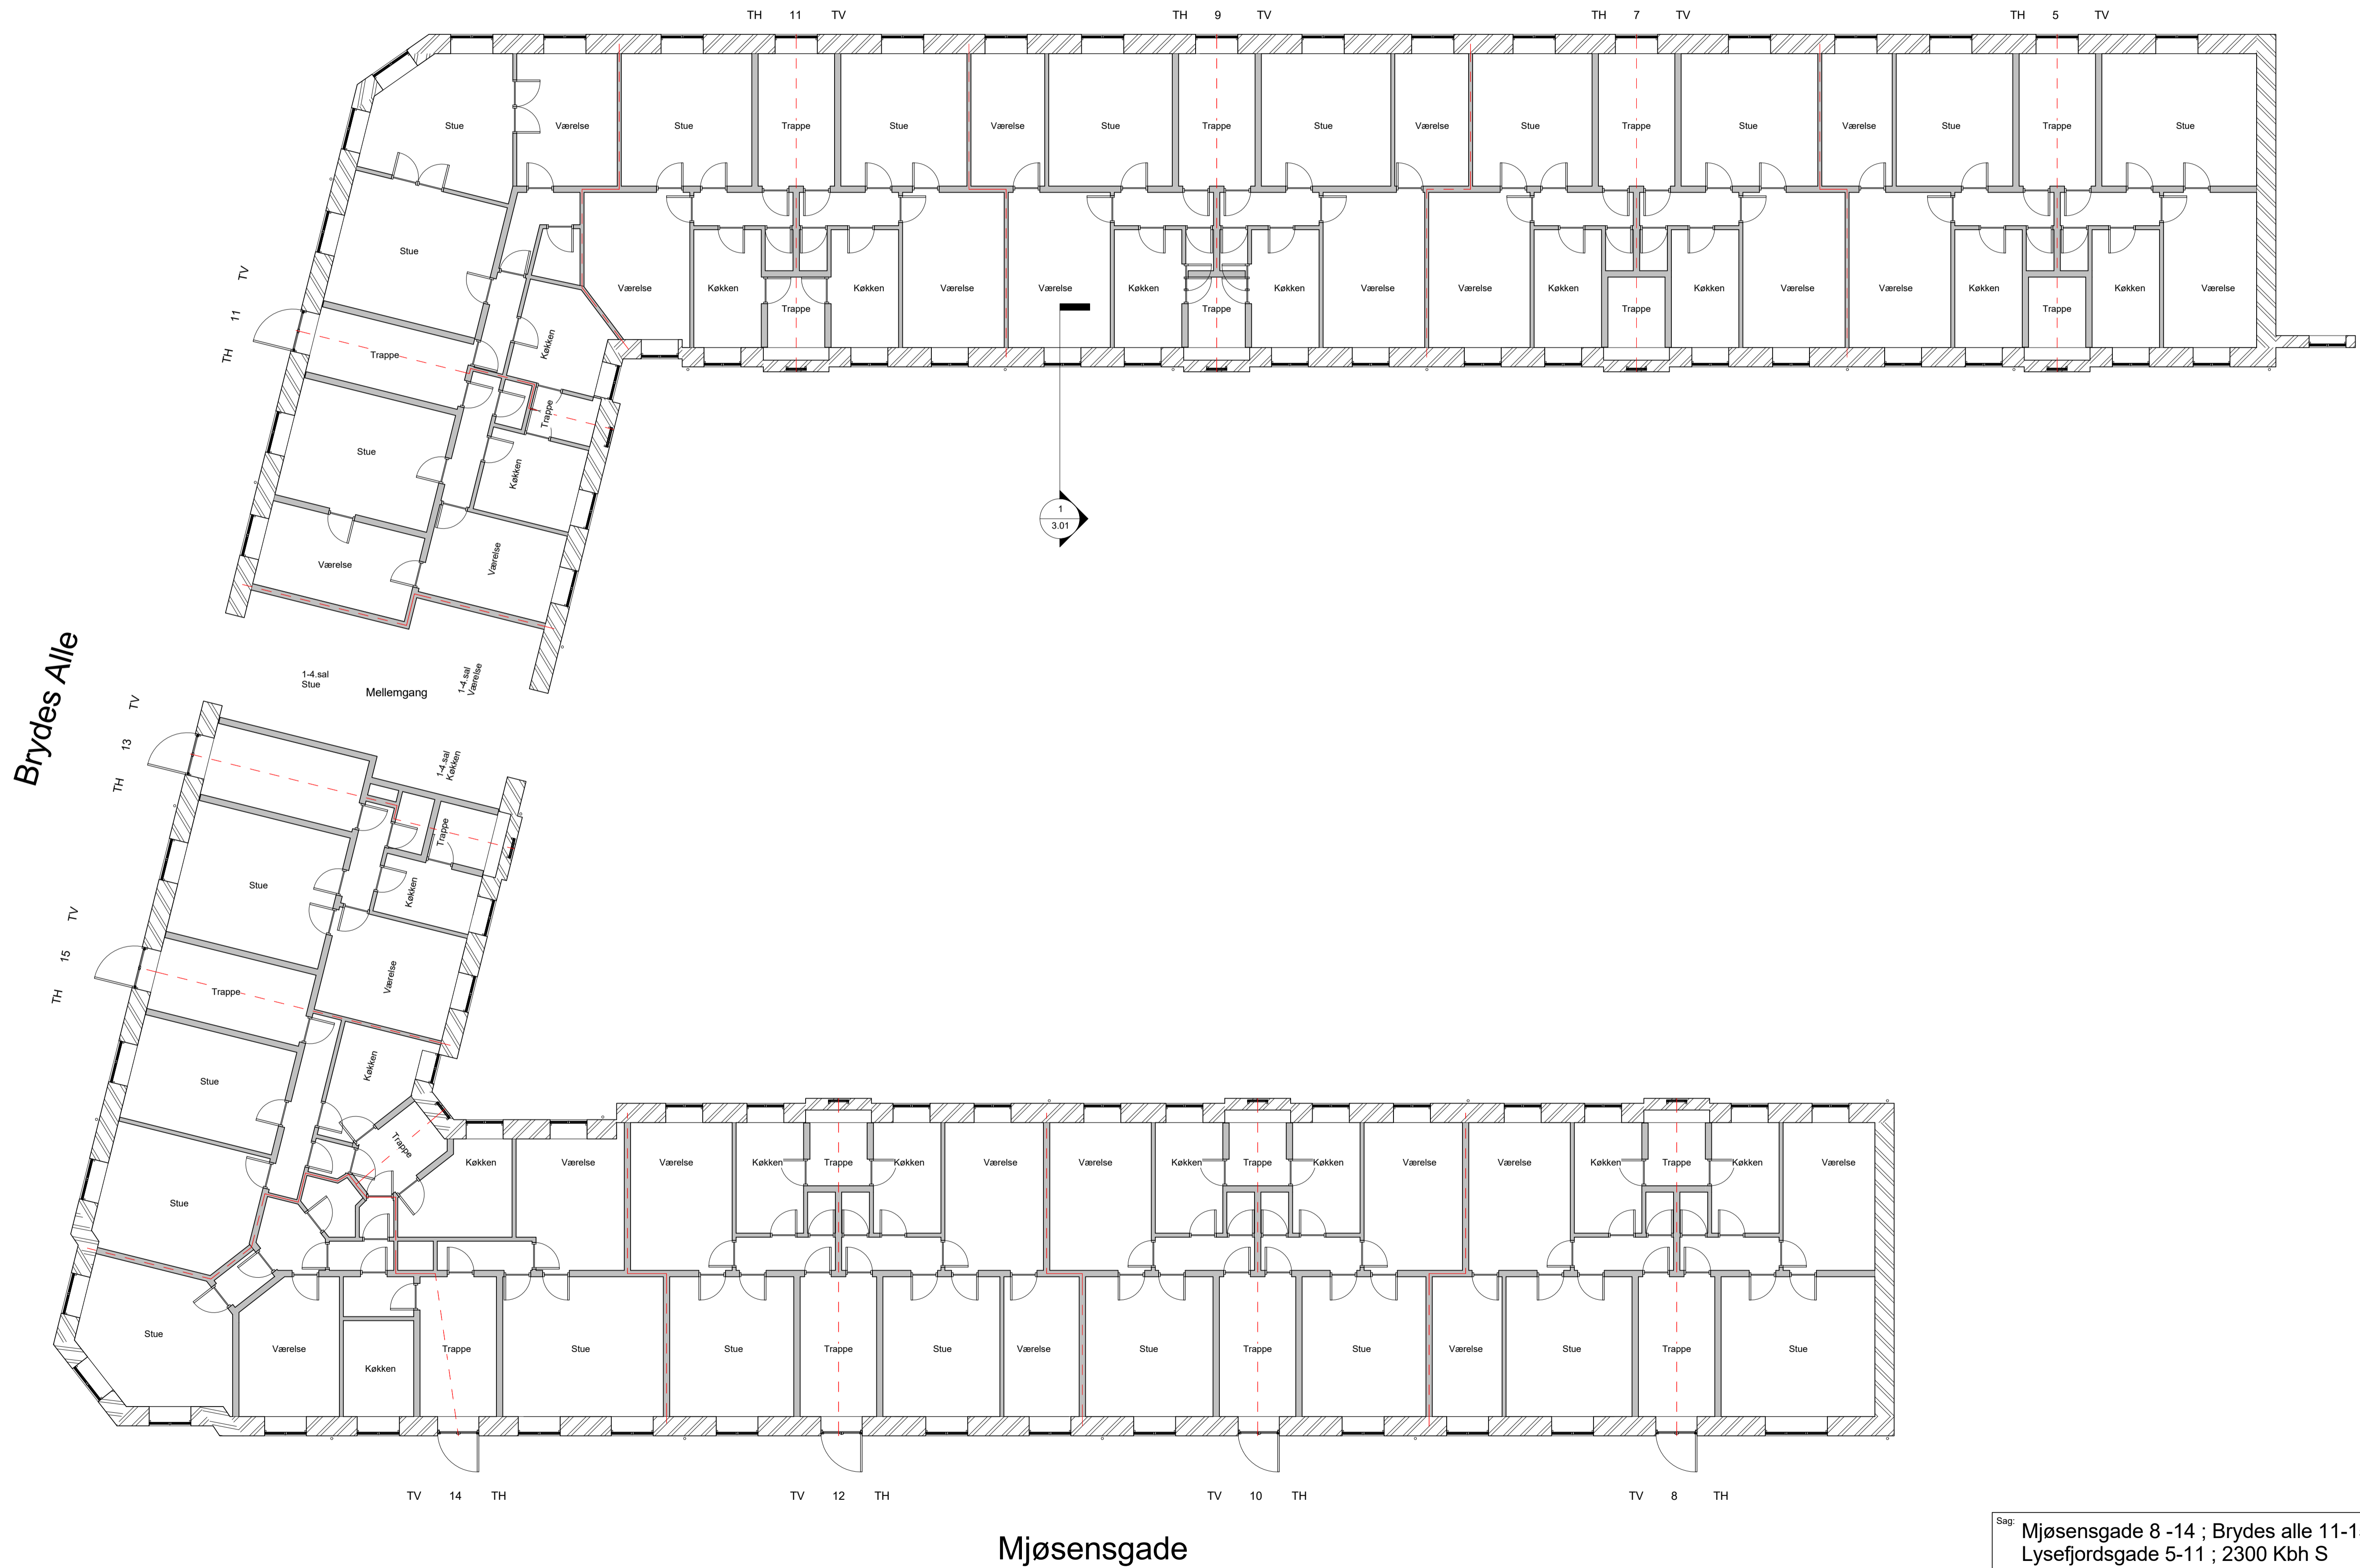 TH 11 TV TH 9 TV TH 7 TV TH 5 TV
Stue Værelse Stue Trappe Stue Værelse Stue Trappe Stue Værelse Stue Trappe Stue Værelse Stue Trappe Stue
Stue
Værelse Køkken Trappe Køkken Værelse Værelse Køkken Trappe Køkken Værelse Værelse Køkken Trappe Køkken Værelse Værelse Køkken Trappe Køkken Værelse
TV
11
TH
Trappe
Køkken
Trappe
Stue
Køkken
Værelse
Værelse
1
3.01
Brydes Alle
1-4.sal
Stue
Mellemgang
1-4.sal
Værelse
TV
13
TH
1-4.sal
Køkken
Trappe
Stue
Køkken
TV
15
TH
Trappe
Værelse
Stue
Køkken
Trappe
Stue
Køkken Værelse Værelse Køkken Trappe Køkken Værelse Værelse Køkken Trappe Køkken Værelse Værelse Køkken Trappe Køkken Værelse
Stue Værelse Køkken Trappe Stue Stue Trappe Stue Værelse Stue Trappe Stue Værelse Stue Trappe Stue
TV 14 TH TV 12 TH TV 10 TH TV 8 TH
Mjøsensgade
Sag:
Mjøsensgade 8 -14 ; Brydes alle 11-1
Lysefjordsgade 5-11 ; 2300 Kbh S